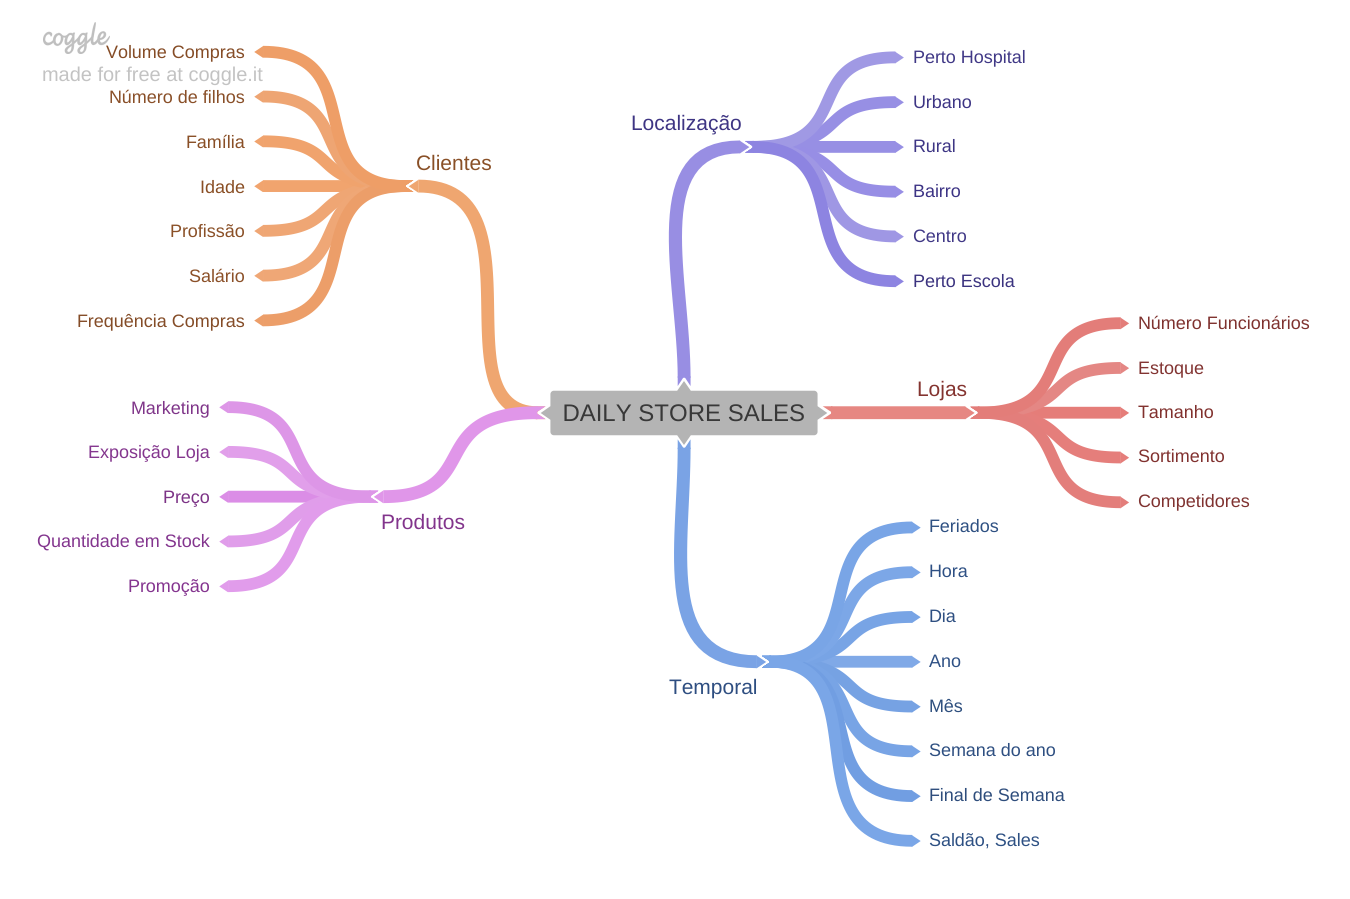 coggle
made for free at coggle.it
Volume Compras
Número de filhos
Família
Idade
Profissão
Salário
Frequência Compras
Clientes
Marketing
Exposição Loja
Preço
Quantidade em Stock
Promoção
Produtos
DAILY STORE SALES
Localização
Perto Hospital
Urbano
Rural
Bairro
Centro
Perto Escola
Lojas
Número Funcionários
Estoque
Tamanho
Sortimento
Competidores
Temporal
Feriados
Hora
Dia
Ano
Mês
Semana do ano
Final de Semana
Saldão, Sales